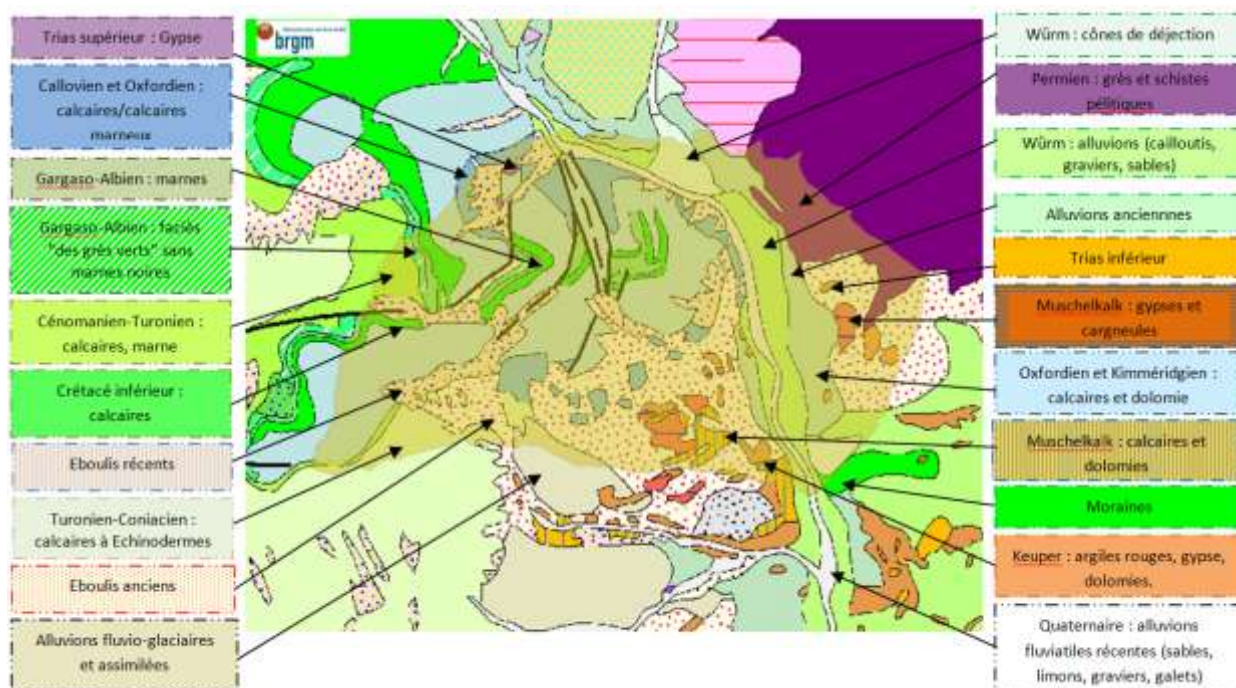 Trias supérieur : Gypse
Callovien et Oxfordien :
calcaires/calcaires
marneux
Gargaso-Albien : marnes
Gargaso-Albien : faciès
"des grès verts" sans
marnes noires
Cénomanien-Turonien :
calcaires, marne
Crétacé inférieur :
calcaires
Eboulis récents
Turonien-Coniacien :
calcaires à Echinodermes
Eboulis anciens
Alluvions fluvio-glaciaires
et assimilées
brgm
Würm : cônes de déjection
Permien : grès et schistes
pélitiques
Würm : alluvions (cailloutis,
graviers, sables)
Alluvions anciennnes
Trias inférieur
Muschelkalk : gypses et
cargneules
Oxfordien et Kimméridgien :
calcaires et dolomie
Muschelkalk : calcaires et
dolomies
Moraines
Keuper : argiles rouges, gypse,
dolomies,
Quaternaire : alluvions
fluviatiles récentes (sables,
limons, graviers, galets)